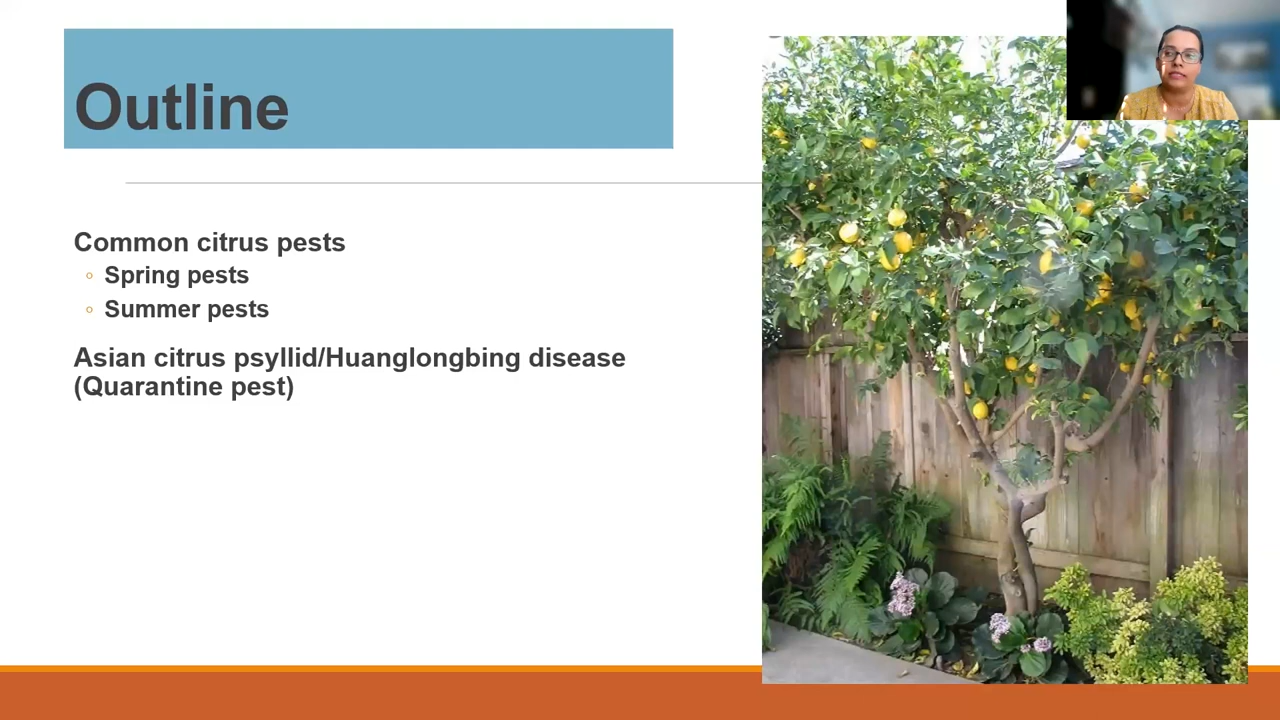 Outline
Common citrus pests
◦ Spring pests
◦ Summer pests
Asian citrus psyllid/Huanglongbing disease
(Quarantine pest)